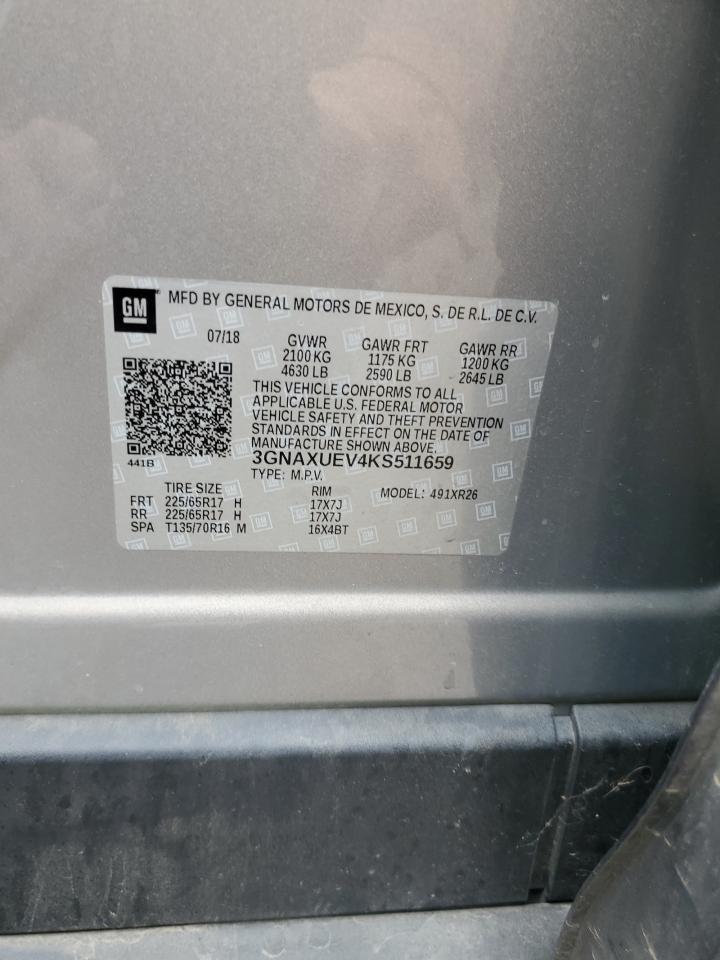 GM MFD BY GENERAL MOTORS DE MEXICO, S. DE R.L. DE C.V.
07/18 GVWR GAWR FRT GAWR RR
2100 KG 1175 KG 1200 KG
4630 LB 2590 LB 2645 LB
THIS VEHICLE CONFORMS TO ALL
APPLICABLE U.S. FEDERAL MOTOR
VEHICLE SAFETY AND THEFT PREVENTION
STANDARDS IN EFFECT ON THE DATE OF
MANUFACTURE SHOWN ABOVE.
441B
3GNAXUEV4KS511659
TYPE: M.P.V.
TIRE SIZE RIM MODEL: 491XR26
FRT 225/65R17 H 17X7J
RR 225/65R17 H 17X7J
SPA T135/70R16 M 16X4BT